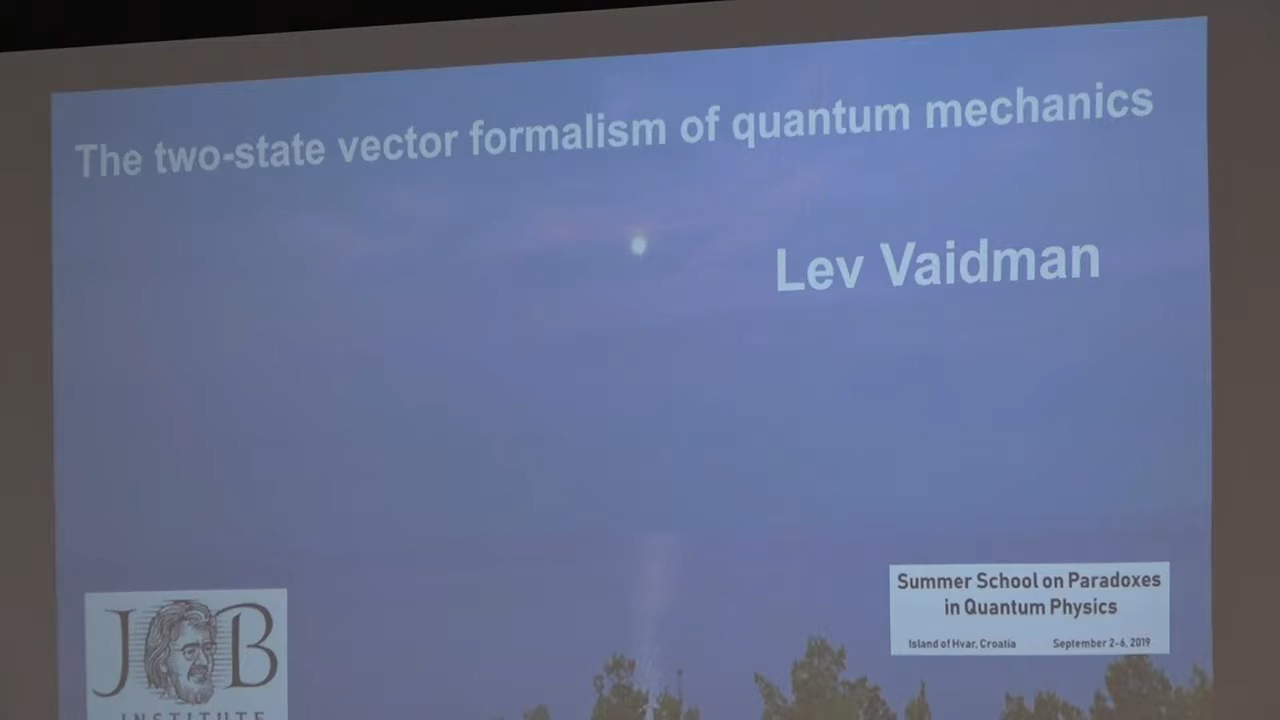 The two-state vector formalism of quantum mechanics
Lev Vaidman
Summer School on Paradoxes
in Quantum Physics
Island of Hvar, Croatia September 2-6, 2019
J B
INSTITUTE